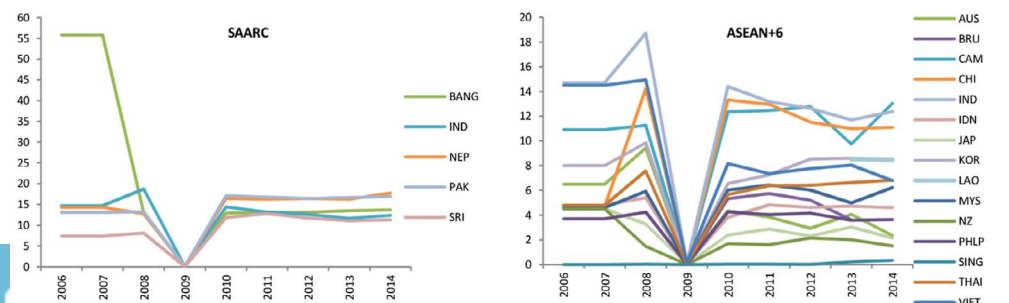 SAARC
60
55
50
45
40
35
30
25
20
15
10
5
0
2006 2007 2008 2009 2010 2011 2012 2013 2014
BANG
IND
NEP
PAK
SRI
ASEAN+6
20
18
16
14
12
10
8
6
4
2
0
2006 2007 2008 2009 2010 2011 2012 2013 2014
AUS
BRU
CAM
CHI
IND
IDN
JAP
KOR
LAO
MYS
NZ
PHLP
SING
THAI
VIET